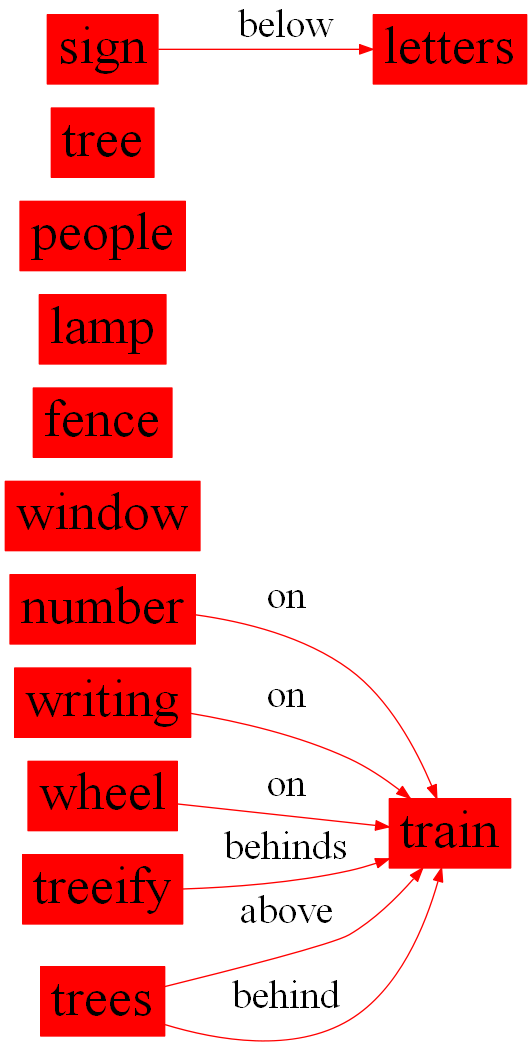 sign below letters
tree
people
lamp
fence
window
number on
writing on
wheel on
train
treeify behinds
above
trees behind